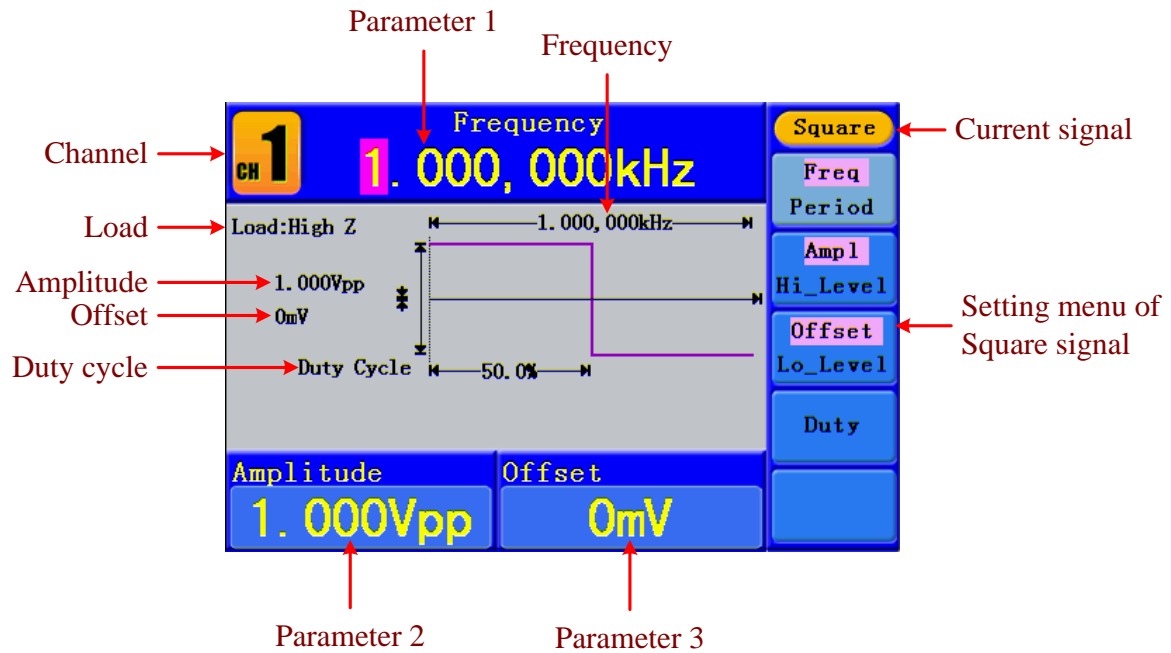 Parameter 1
Frequency
Channel
CH 1
Frequency
1.000,000kHz
Square
Current signal
Freq
Period
Load
Load:High Z
1.000,000kHz
Ampl
Hi_Level
Amplitude
1.000Vpp
Offset
0mV
Offset
Lo_Level
Setting menu of
Square signal
Duty cycle
Duty Cycle
50.0%
Duty
Amplitude
1.000Vpp
Offset
0mV
Parameter 2
Parameter 3